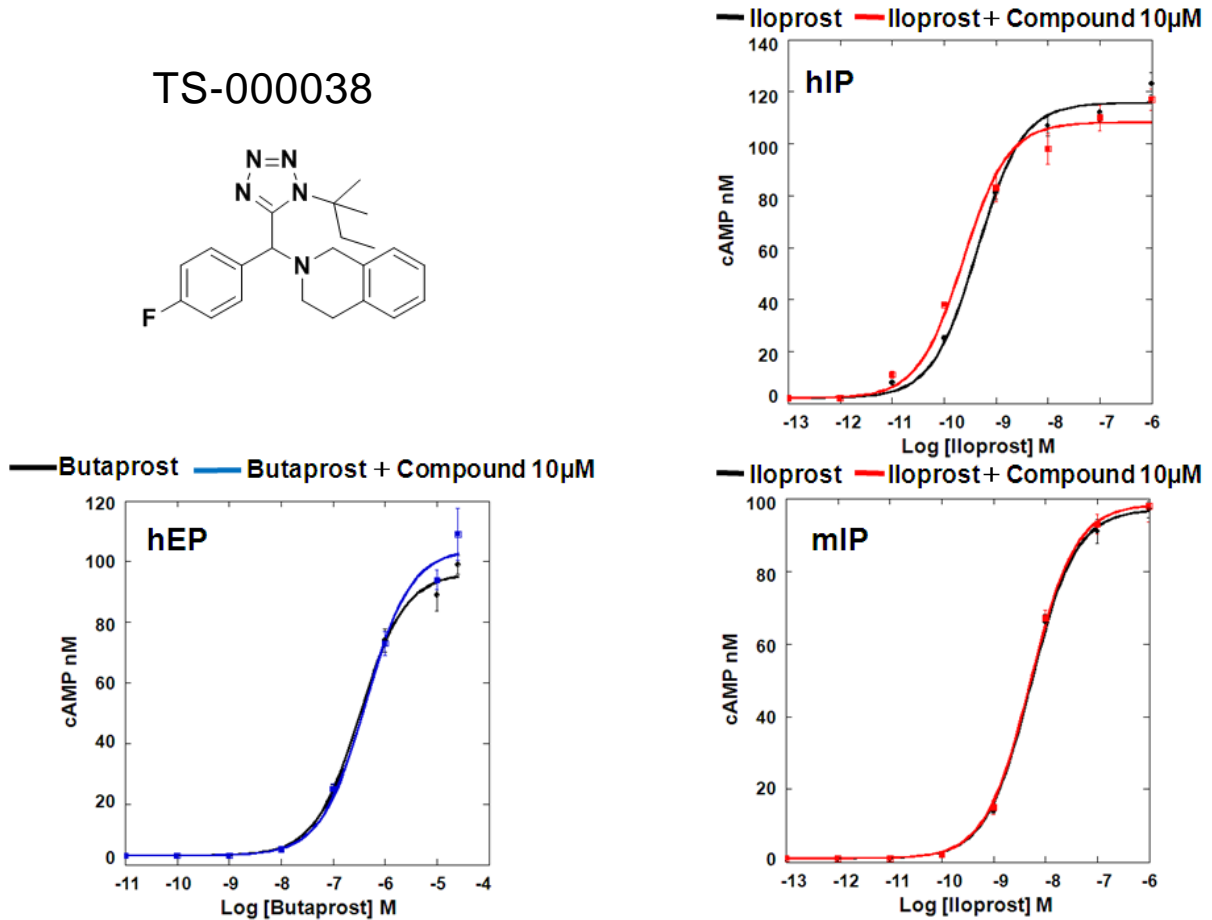 TS-000038
N=N
N
N
N
F
Iloprost Iloprost + Compound 10µM
hIP
cAMP nM
140
120
100
80
60
40
20
0
-13 -12 -11 -10 -9 -8 -7 -6
Log [Iloprost] M
Butaprost Butaprost + Compound 10µM
hEP
cAMP nM
120
100
80
60
40
20
0
-11 -10 -9 -8 -7 -6 -5 -4
Log [Butaprost] M
Iloprost Iloprost + Compound 10µM
mIP
cAMP nM
100
80
60
40
20
0
-13 -12 -11 -10 -9 -8 -7 -6
Log [Iloprost] M